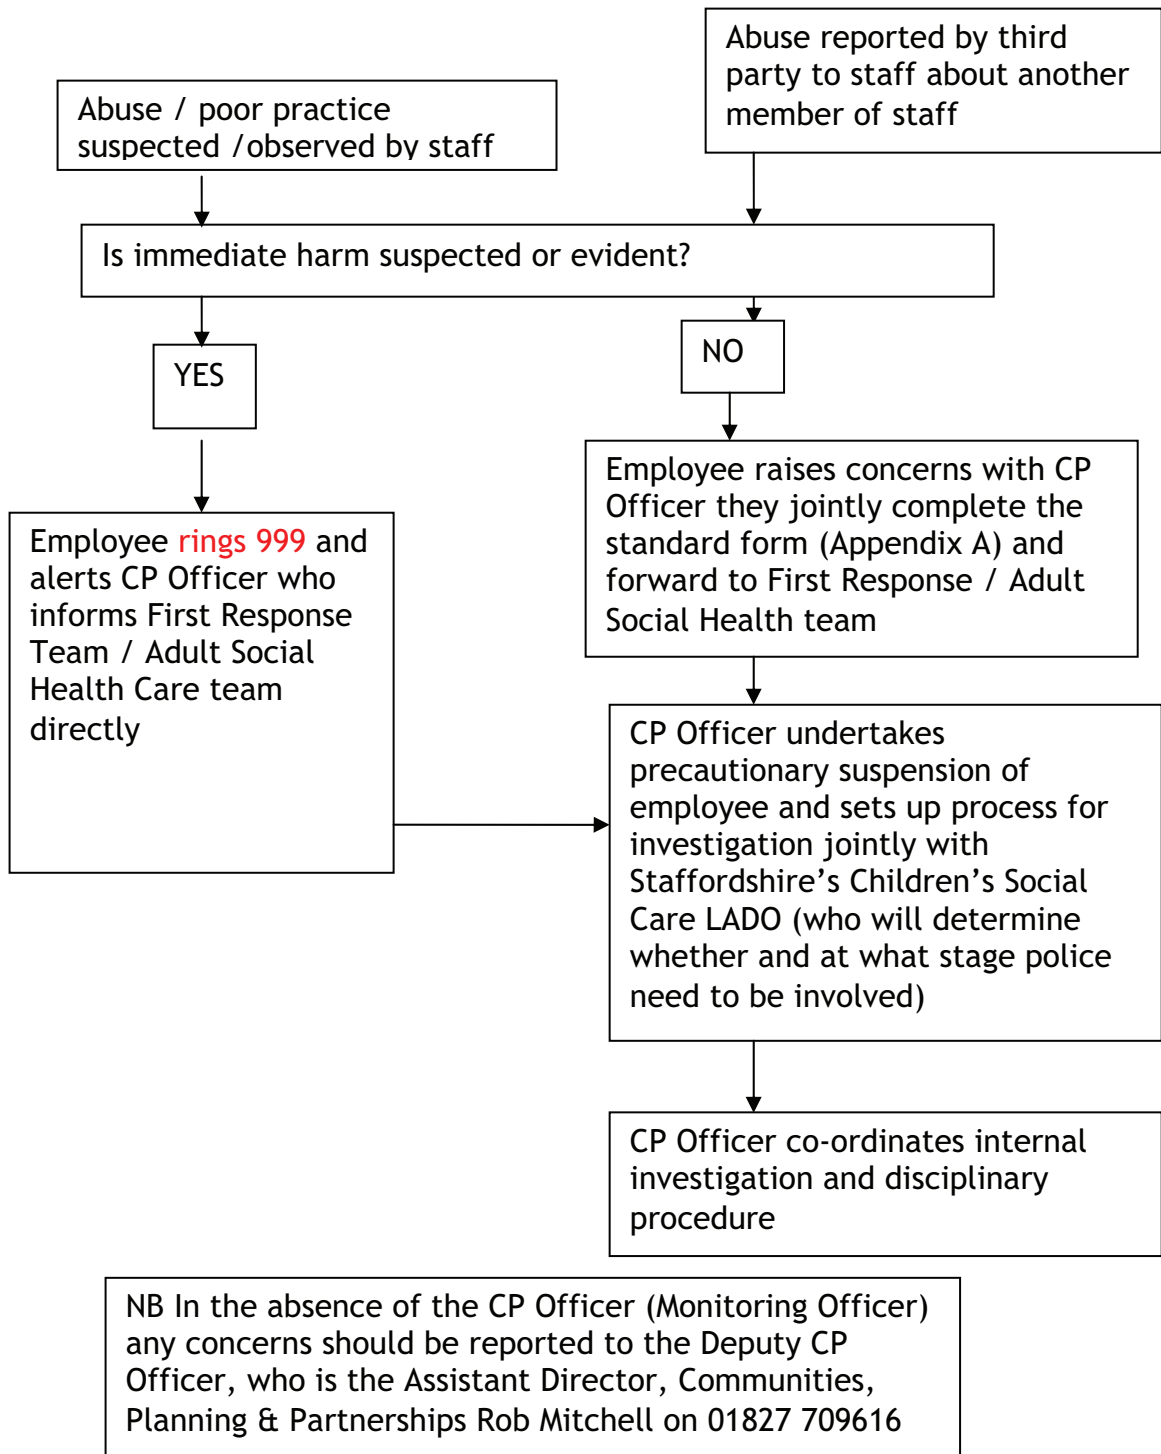 Abuse reported by third
party to staff about another
member of staff
Abuse / poor practice
suspected /observed by staff
Is immediate harm suspected or evident?
YES
NO
Employee raises concerns with CP
Officer they jointly complete the
standard form (Appendix A) and
forward to First Response / Adult
Social Health team
Employee rings 999 and
alerts CP Officer who
informs First Response
Team / Adult Social
Health Care team
directly
CP Officer undertakes
precautionary suspension of
employee and sets up process for
investigation jointly with
Staffordshire’s Children’s Social
Care LADO (who will determine
whether and at what stage police
need to be involved)
CP Officer co-ordinates internal
investigation and disciplinary
procedure
NB In the absence of the CP Officer (Monitoring Officer)
any concerns should be reported to the Deputy CP
Officer, who is the Assistant Director, Communities,
Planning & Partnerships Rob Mitchell on 01827 709616